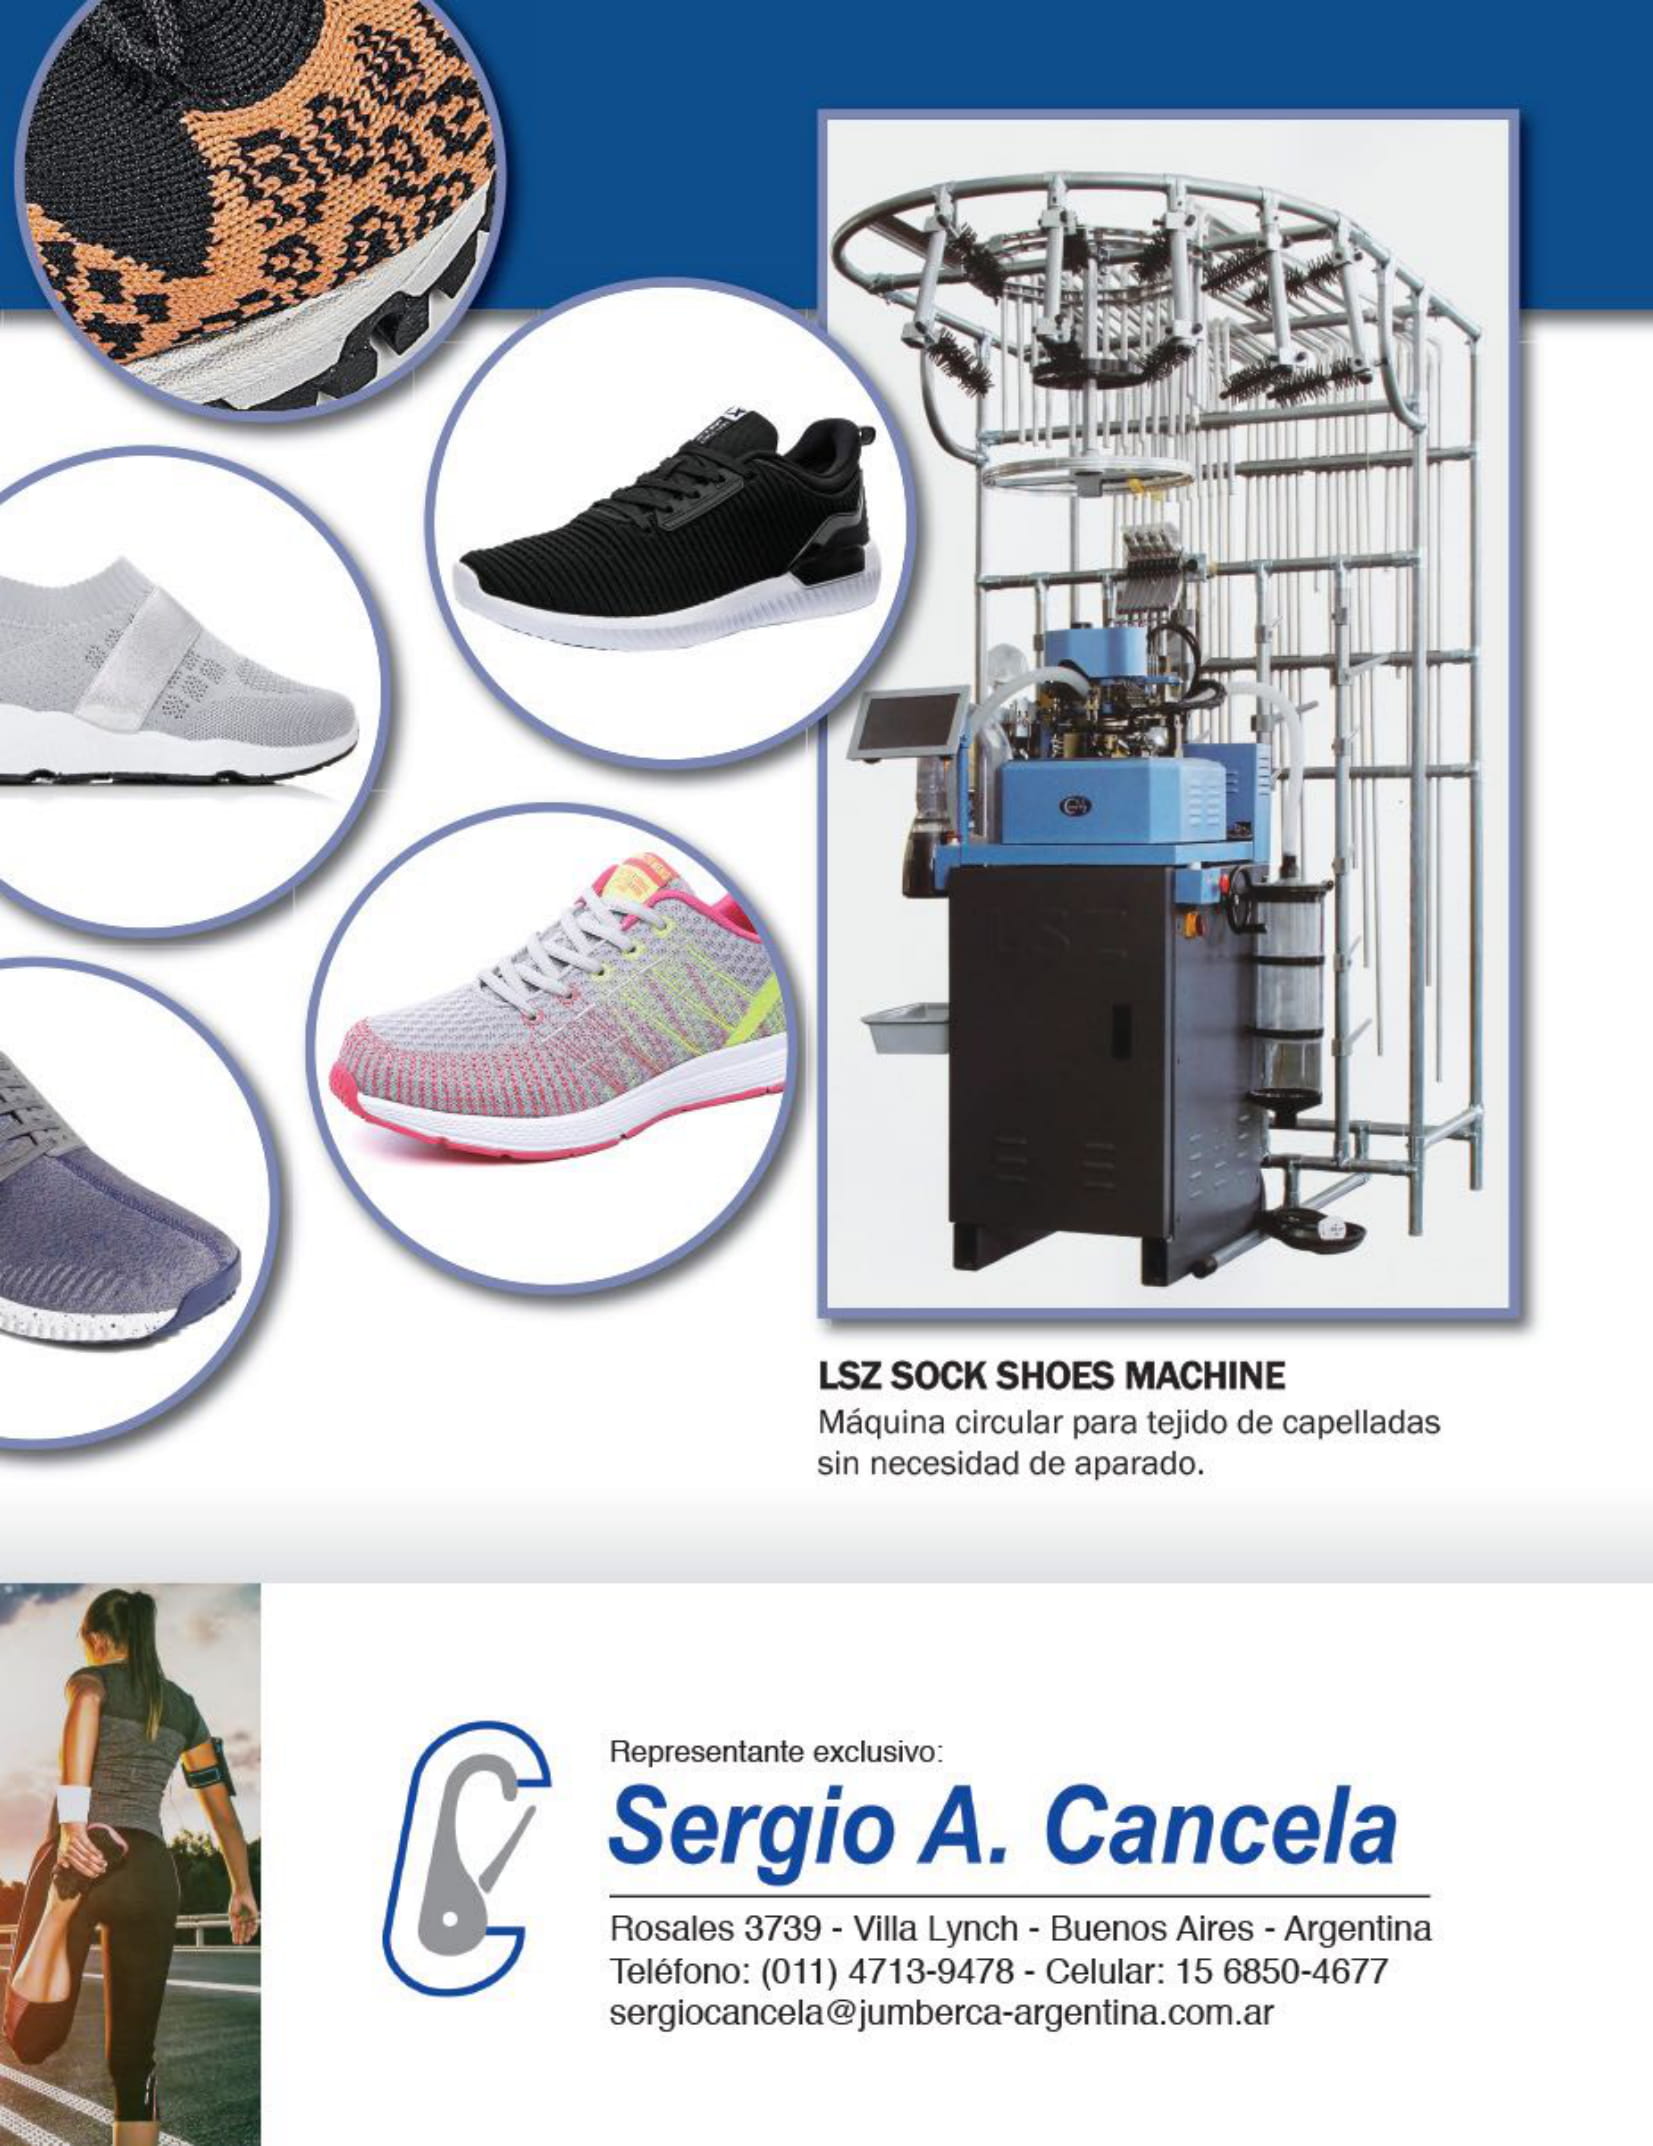 LSZ SOCK SHOES MACHINE
Máquina circular para tejido de capelladas
sin necesidad de aparado.
Representante exclusivo:
Sergio A. Cancela
Rosales 3739 - Villa Lynch - Buenos Aires - Argentina
Teléfono: (011) 4713-9478 - Celular: 15 6850-4677
sergiocancela@jumberca-argentina.com.ar